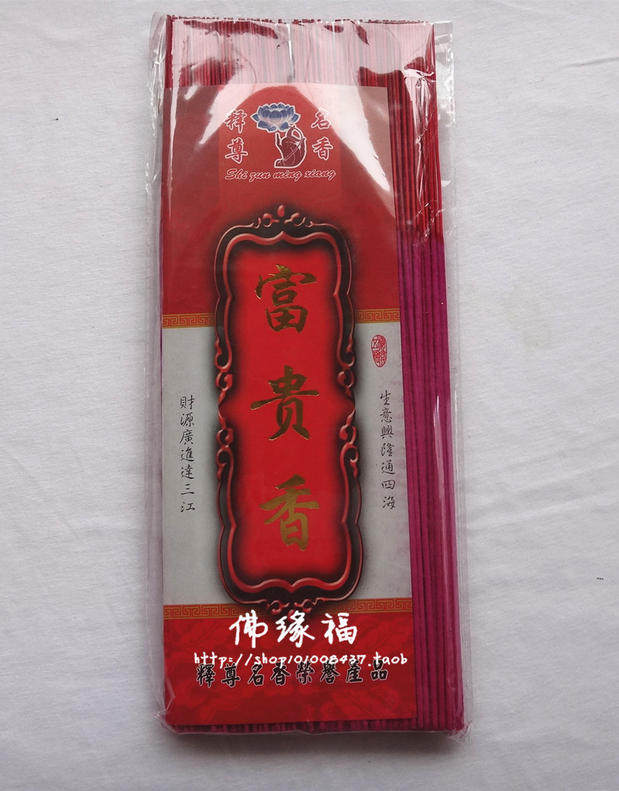 釋尊
名香
Shi zun ming xiang
富貴香
生意興隆通四海
財源廣進達三江
佛缘福
http://shop101008437.taob
釋尊名香榮譽產品